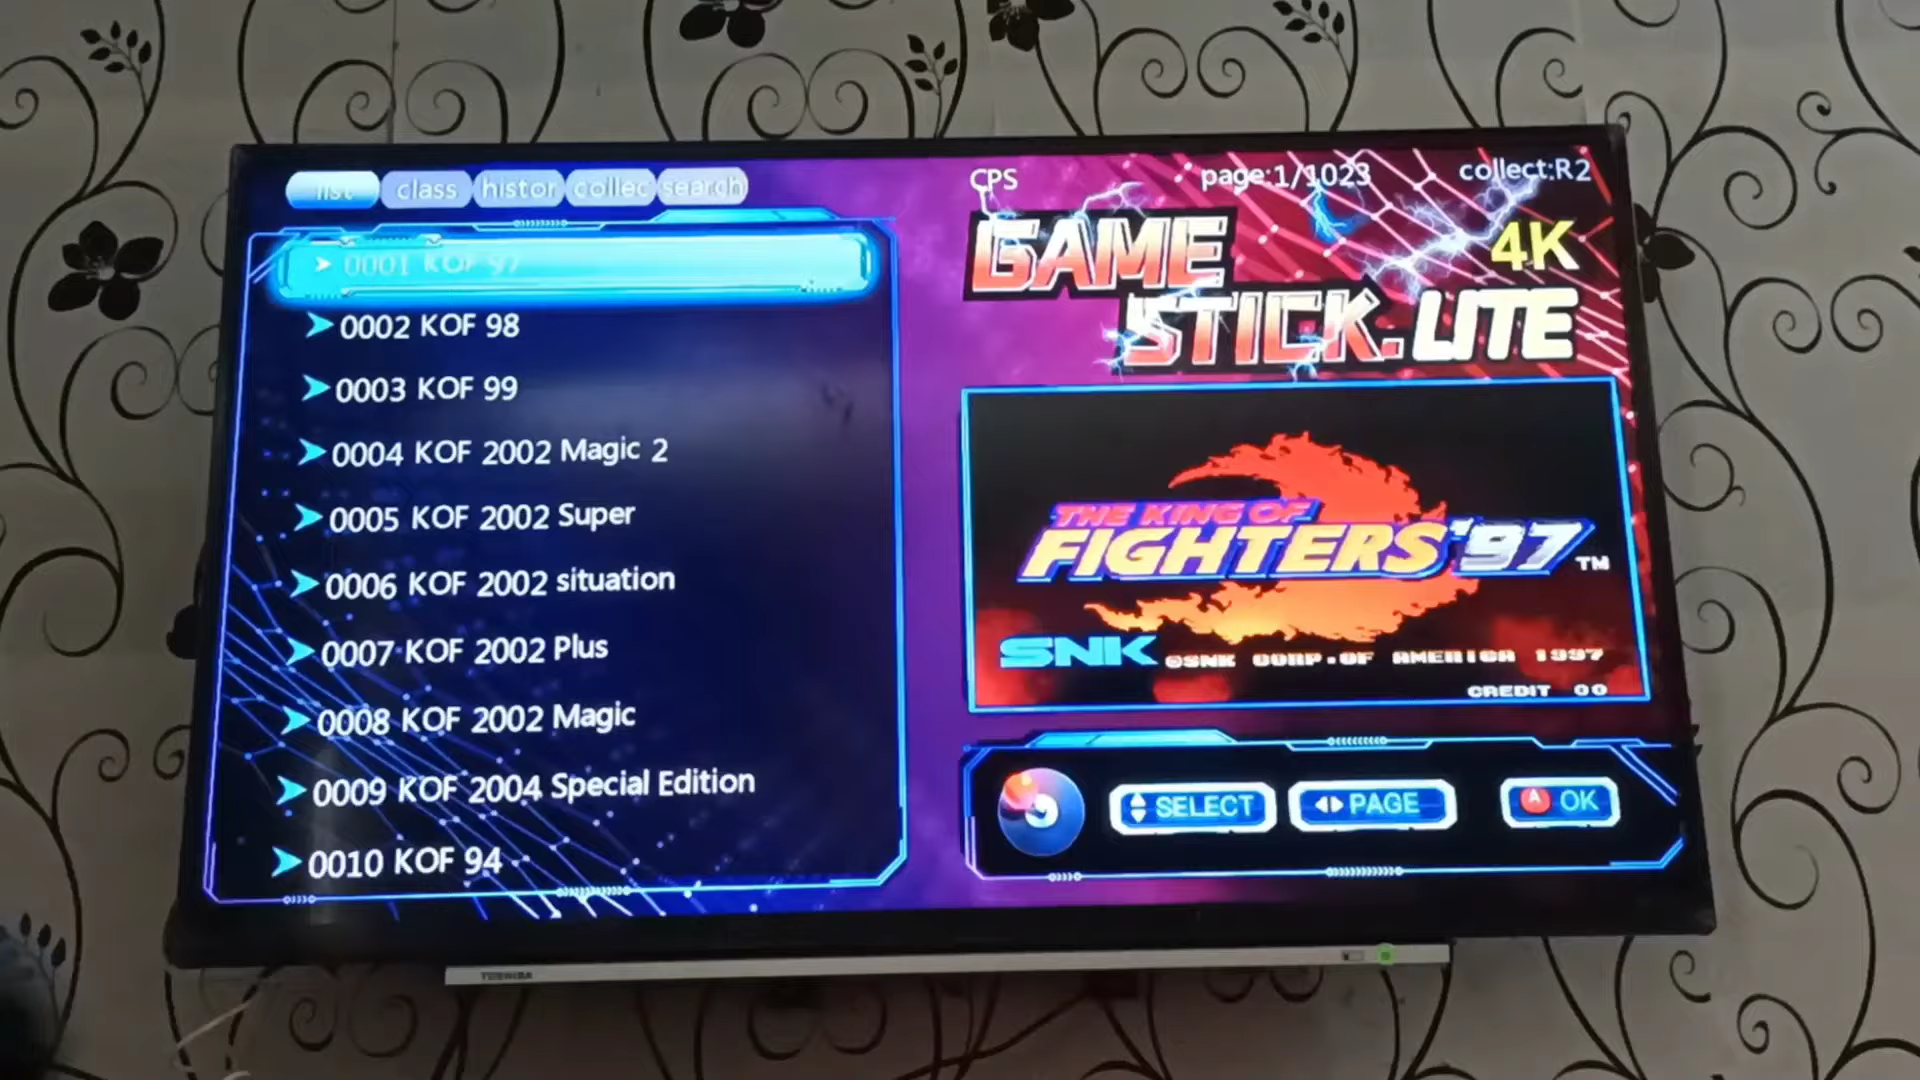 list class histor collec search
CPS page:1/1023 collect:R2
GAME 4K
STICK.LITE
0001 KOF 97
0002 KOF 98
0003 KOF 99
0004 KOF 2002 Magic 2
0005 KOF 2002 Super
0006 KOF 2002 situation
0007 KOF 2002 Plus
0008 KOF 2002 Magic
0009 KOF 2004 Special Edition
0010 KOF 94
THE KING OF
FIGHTERS '97 TM
SNK ©SNK CORP.OF AMERICA 1997
CREDIT 00
SELECT PAGE A OK
TOSHIBA